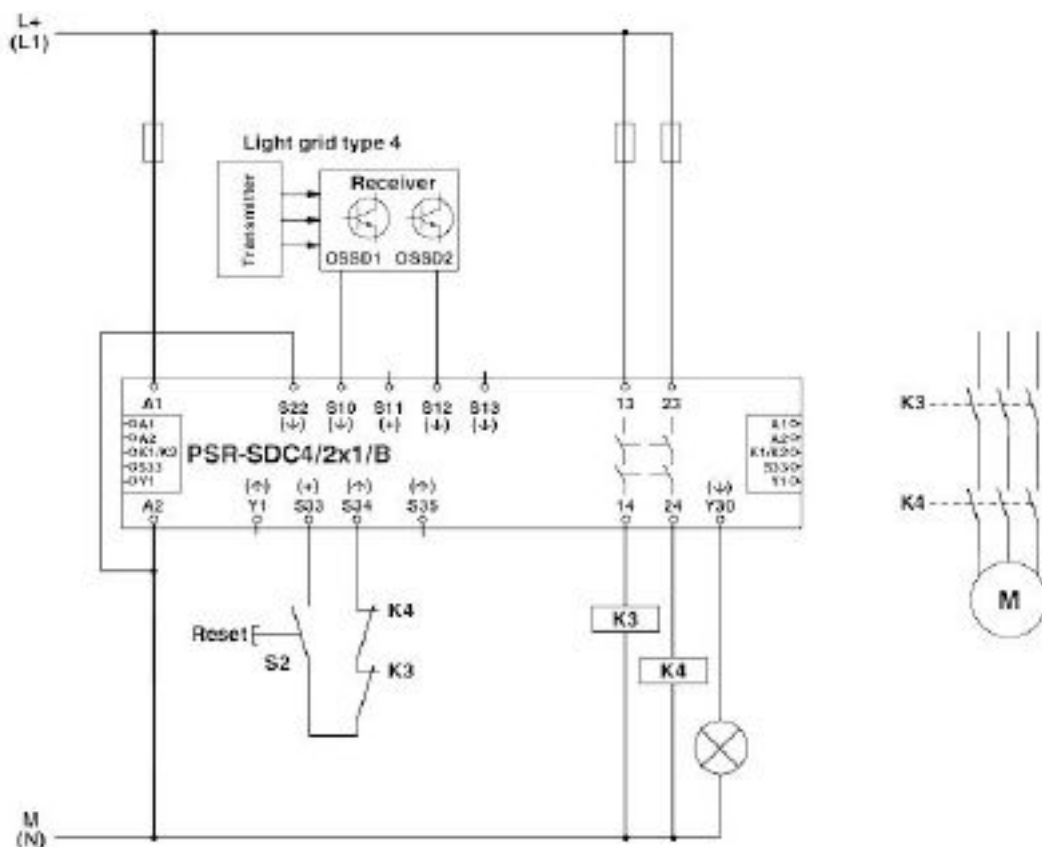 L+
(L1)
Light grid type 4
Transmitter
Receiver
OSSD1 OSSD2
A1 S22 S10 S11 S12 S13 13 23
(↓) (↓) (+) (↓) (↓)
A1
A2
K1/K2
S33
Y1
PSR-SDC4/2x1/B
A1
A2
K1/K2
S33
Y1
(↑) (+) (↑) (↑) (↓)
A2 Y1 S33 S34 S35 14 24 Y30
K3
K4
M
Reset
S2
K4
K3
K3
K4
M
(N)